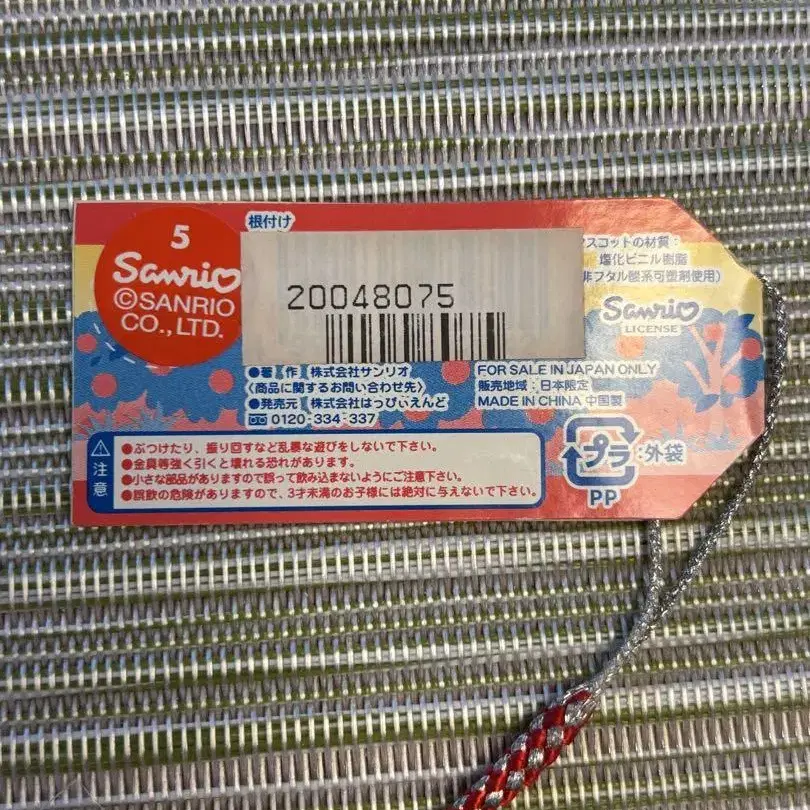 5
Sanrio
©SANRIO
CO., LTD.
根付け
20048075
スコットの材質:
塩化ビニル樹脂
非フタル酸系可塑剤使用)
Sanrio
LICENSE
●著 作 株式会社サンリオ
〈商品に関するお問い合わせ先〉
●発売元 株式会社はっぴぃえんど
0120-334-337
FOR SALE IN JAPAN ONLY
販売地域:日本限定
MADE IN CHINA 中国製
注意
●ぶつけたり、振り回すなど乱暴な遊びをしないで下さい。
●金具等強く引くと壊れる恐れがあります。
●小さな部品がありますので誤って飲み込まないようにご注意下さい。
●誤飲の危険がありますので、3才未満のお子様には絶対に与えないで下さい。
プラ
:外袋
PP